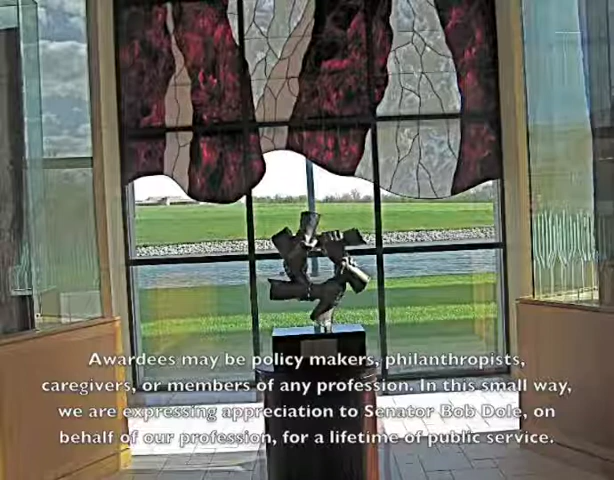 Awardees may be policy makers, philanthropists,
caregivers, or members of any profession. In this small way,
we are expressing appreciation to Senator Bob Dole, on
behalf of our profession, for a lifetime of public service.